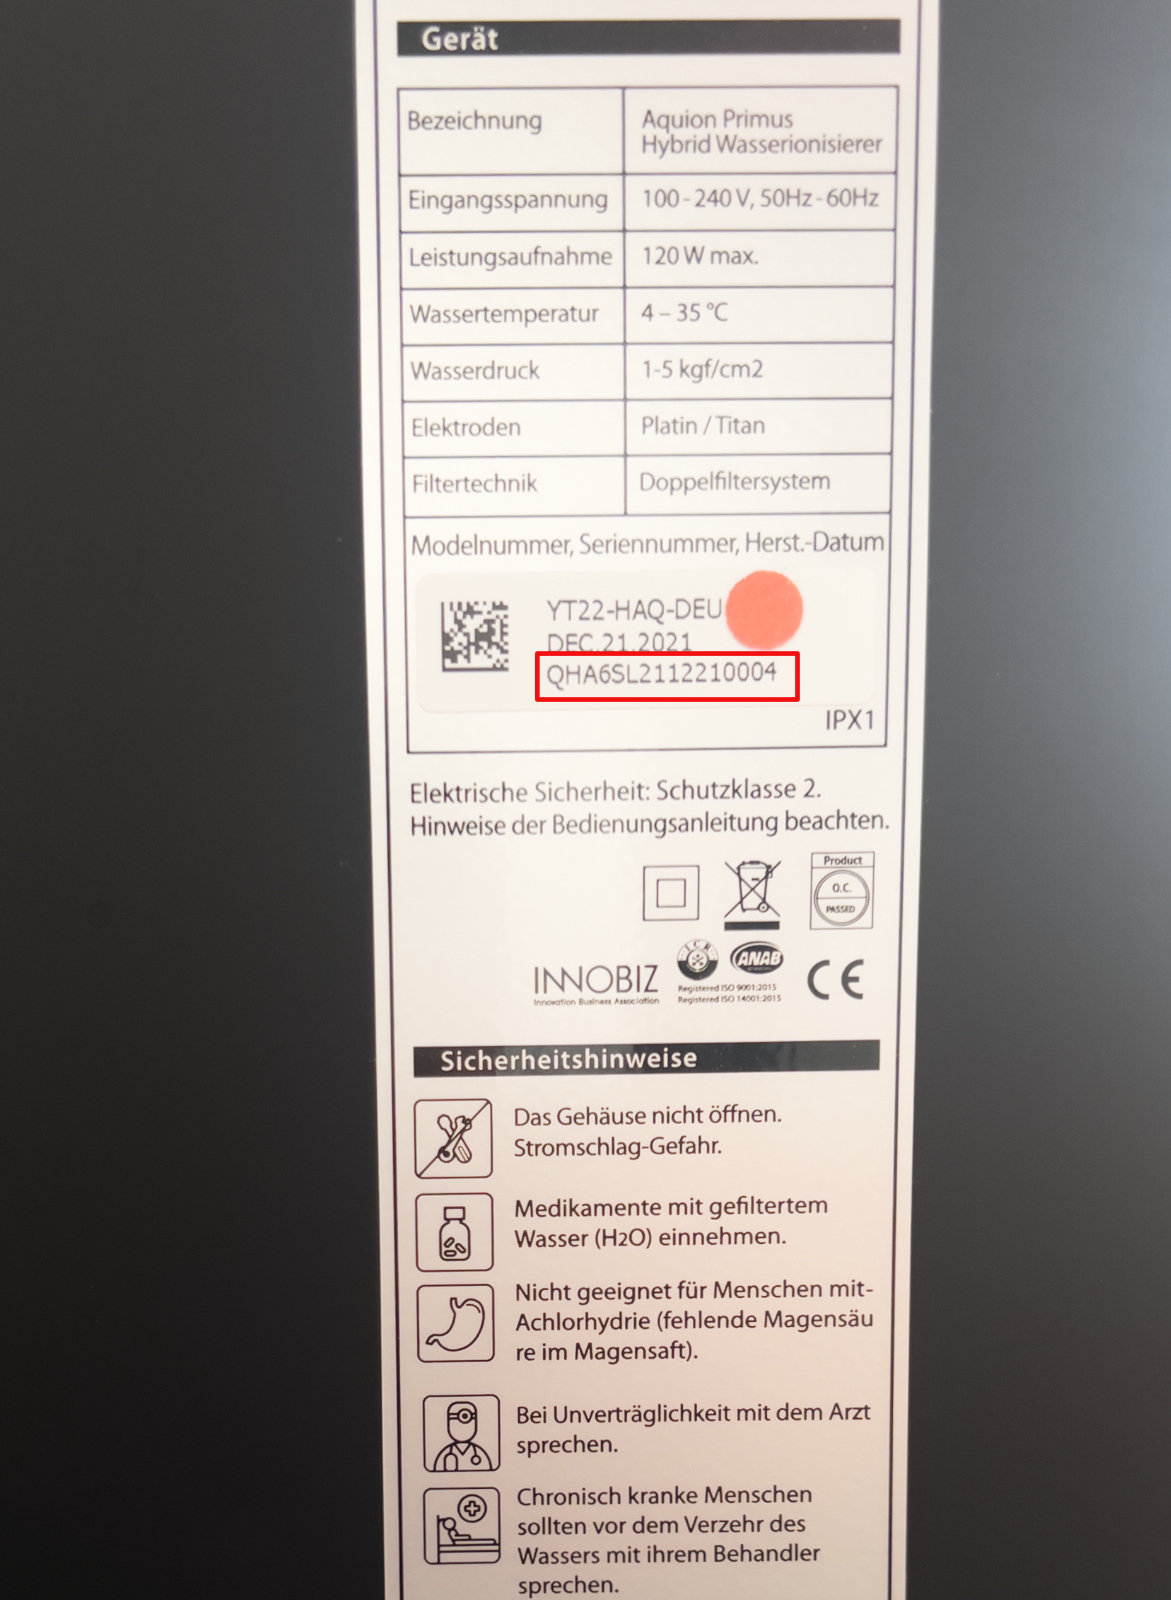 Gerät
Bezeichnung
Aquion Primus
Hybrid Wasserionisierer
Eingangsspannung
100 - 240 V, 50Hz - 60Hz
Leistungsaufnahme
120 W max.
Wassertemperatur
4 – 35 °C
Wasserdruck
1-5 kgf/cm2
Elektroden
Platin / Titan
Filtertechnik
Doppelfiltersystem
Modelnummer, Seriennummer, Herst.-Datum
YT22-HAQ-DEU
DEC.21.2021
QHA6SL2112210004
IPX1
Elektrische Sicherheit: Schutzklasse 2.
Hinweise der Bedienungsanleitung beachten.
Product
O.C.
PASSED
INNOBIZ
Innovation Business Association
I C R
ANAB
Registered ISO 9001:2015
Registered ISO 14001:2015
CE
Sicherheitshinweise
Das Gehäuse nicht öffnen.
Stromschlag-Gefahr.
Medikamente mit gefiltertem
Wasser (H2O) einnehmen.
Nicht geeignet für Menschen mit-
Achlorhydrie (fehlende Magensäu
re im Magensaft).
Bei Unverträglichkeit mit dem Arzt
sprechen.
Chronisch kranke Menschen
sollten vor dem Verzehr des
Wassers mit ihrem Behandler
sprechen.